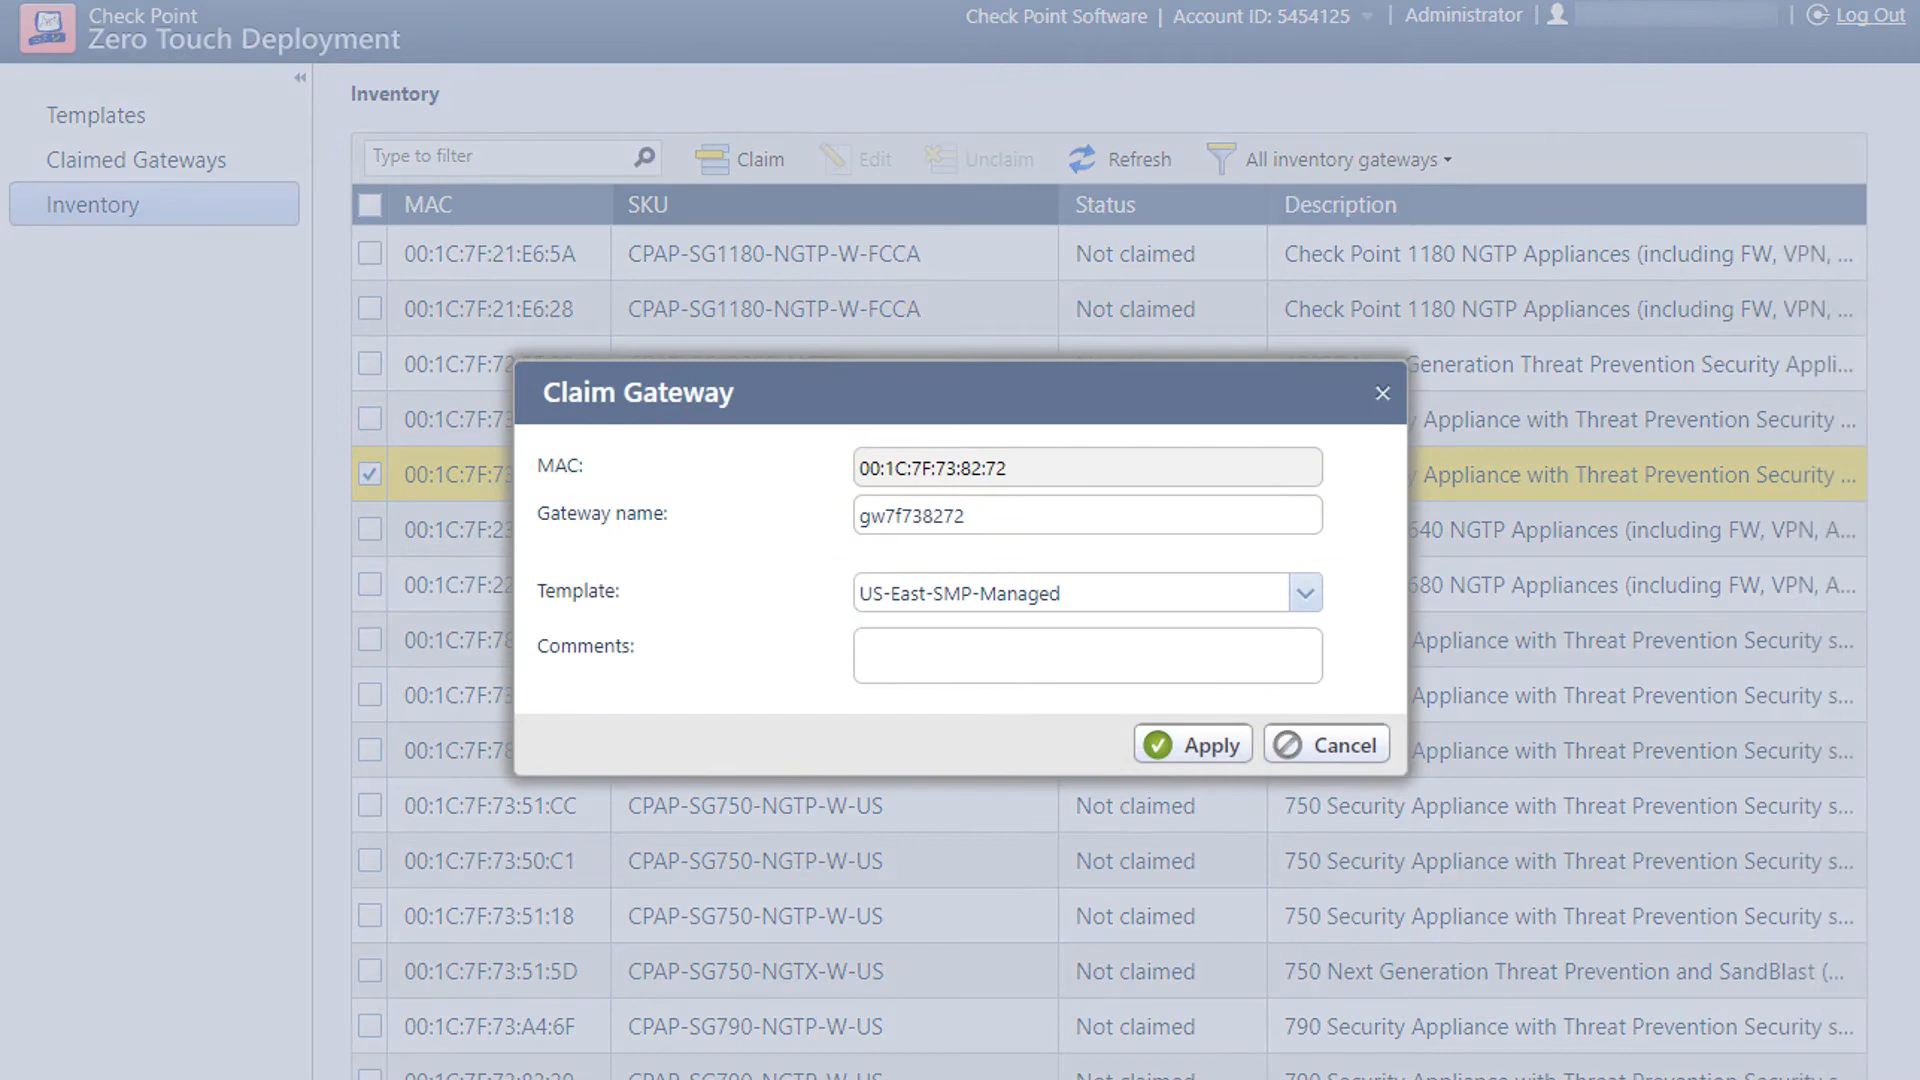 Check Point
Zero Touch Deployment
Check Point Software | Account ID: 5454125 | Administrator | Log Out
Templates
Claimed Gateways
Inventory
Inventory
Type to filter Claim Edit Unclaim Refresh All inventory gateways
MAC SKU Status Description
00:1C:7F:21:E6:5A CPAP-SG1180-NGTP-W-FCCA Not claimed Check Point 1180 NGTP Appliances (including FW, VPN, ...
00:1C:7F:21:E6:28 CPAP-SG1180-NGTP-W-FCCA Not claimed Check Point 1180 NGTP Appliances (including FW, VPN, ...
00:1C:7F:72 Generation Threat Prevention Security Appli...
00:1C:7F:73 Appliance with Threat Prevention Security ...
00:1C:7F:73 Appliance with Threat Prevention Security ...
00:1C:7F:23 640 NGTP Appliances (including FW, VPN, A...
00:1C:7F:22 680 NGTP Appliances (including FW, VPN, A...
00:1C:7F:78 Appliance with Threat Prevention Security s...
00:1C:7F:73 Appliance with Threat Prevention Security s...
00:1C:7F:78 Appliance with Threat Prevention Security s...
Claim Gateway
MAC: 00:1C:7F:73:82:72
Gateway name: gw7f738272
Template: US-East-SMP-Managed
Comments:
Apply Cancel
00:1C:7F:73:51:CC CPAP-SG750-NGTP-W-US Not claimed 750 Security Appliance with Threat Prevention Security s...
00:1C:7F:73:50:C1 CPAP-SG750-NGTP-W-US Not claimed 750 Security Appliance with Threat Prevention Security s...
00:1C:7F:73:51:18 CPAP-SG750-NGTP-W-US Not claimed 750 Security Appliance with Threat Prevention Security s...
00:1C:7F:73:51:5D CPAP-SG750-NGTX-W-US Not claimed 750 Next Generation Threat Prevention and SandBlast (...
00:1C:7F:73:A4:6F CPAP-SG790-NGTP-W-US Not claimed 790 Security Appliance with Threat Prevention Security s...
CPAP-SG790-NGTP-W-US Not claimed 790 Security Appliance with Threat Prevention Security s...